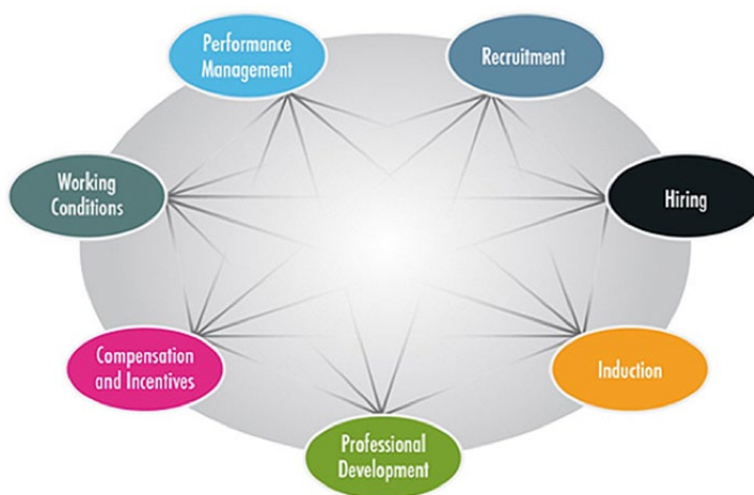 Performance
Management
Recruitment
Working
Conditions
Hiring
Compensation
and Incentives
Induction
Professional
Development